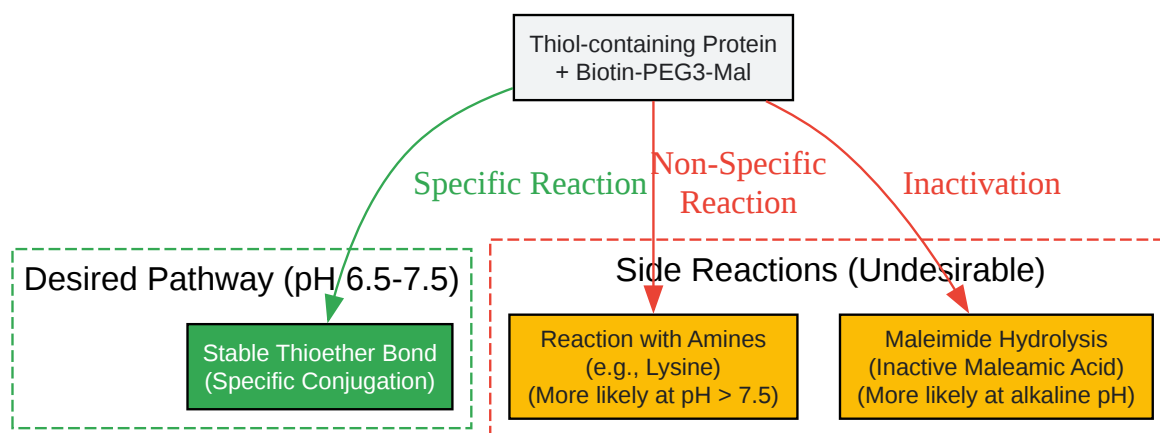 Thiol-containing Protein
+ Biotin-PEG3-Mal
Specific Reaction
Non-Specific
Reaction
Inactivation
Desired Pathway (pH 6.5-7.5)
Side Reactions (Undesirable)
Stable Thioether Bond
(Specific Conjugation)
Reaction with Amines
(e.g., Lysine)
(More likely at pH > 7.5)
Maleimide Hydrolysis
(Inactive Maleamic Acid)
(More likely at alkaline pH)